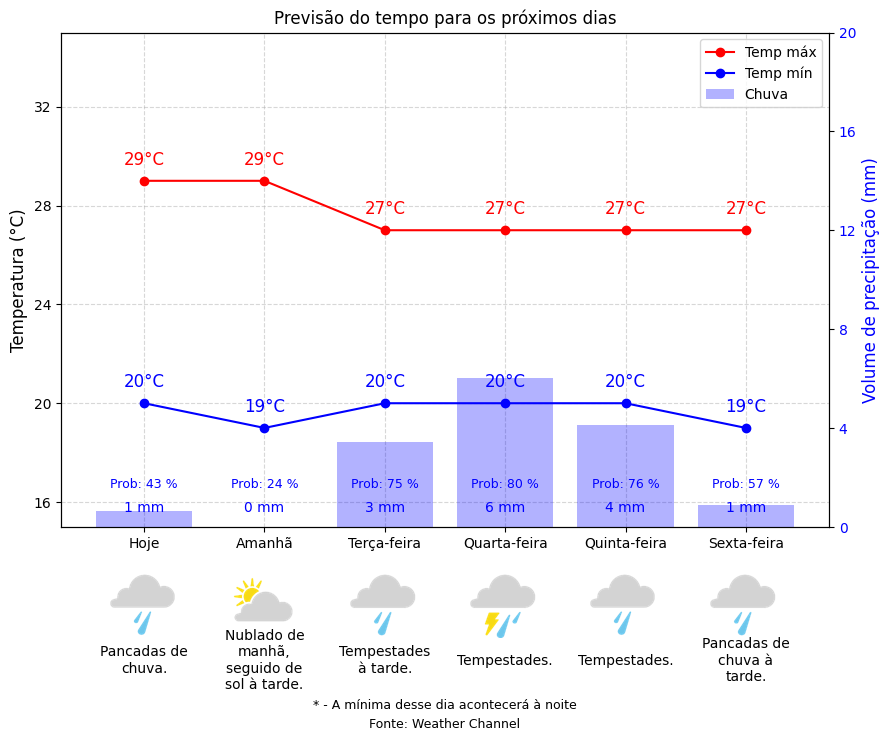 Previsão do tempo para os próximos dias
Temp máx
Temp mín
Chuva
Temperatura (°C)
32
28
24
20
16
Volume de precipitação (mm)
20
16
12
8
4
0
29°C 29°C 27°C 27°C 27°C 27°C
20°C 19°C 20°C 20°C 20°C 19°C
Prob: 43 % Prob: 24 % Prob: 75 % Prob: 80 % Prob: 76 % Prob: 57 %
1 mm 0 mm 3 mm 6 mm 4 mm 1 mm
Hoje Amanhã Terça-feira Quarta-feira Quinta-feira Sexta-feira
Pancadas de
chuva.
Nublado de
manhã,
seguido de
sol à tarde.
Tempestades
à tarde.
Tempestades.
Tempestades.
Pancadas de
chuva à
tarde.
* - A mínima desse dia acontecerá à noite
Fonte: Weather Channel